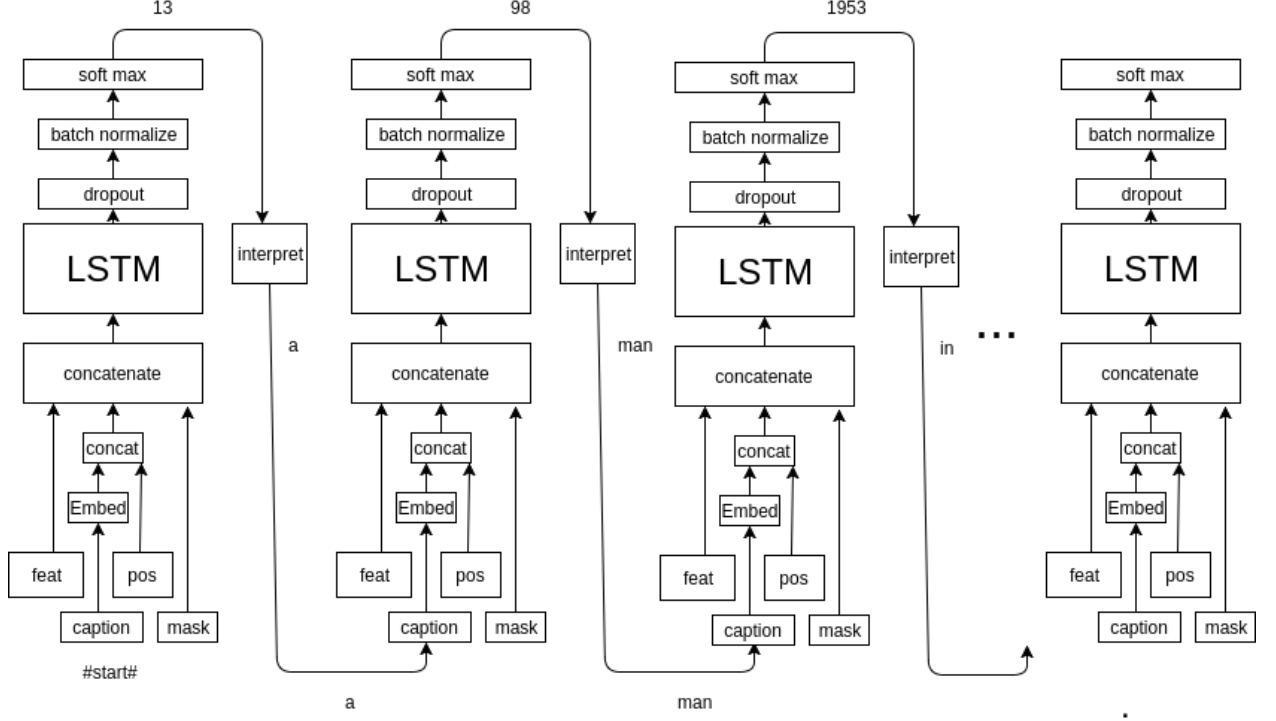 13
98
1953
soft max
soft max
soft max
soft max
batch normalize
batch normalize
batch normalize
batch normalize
dropout
dropout
dropout
dropout
LSTM
interpret
LSTM
interpret
LSTM
interpret
LSTM
a
man
in
...
concatenate
concatenate
concatenate
concatenate
concat
concat
concat
concat
Embed
Embed
Embed
Embed
feat
pos
feat
pos
feat
pos
feat
pos
caption
mask
caption
mask
caption
mask
caption
mask
#start#
a
man
.